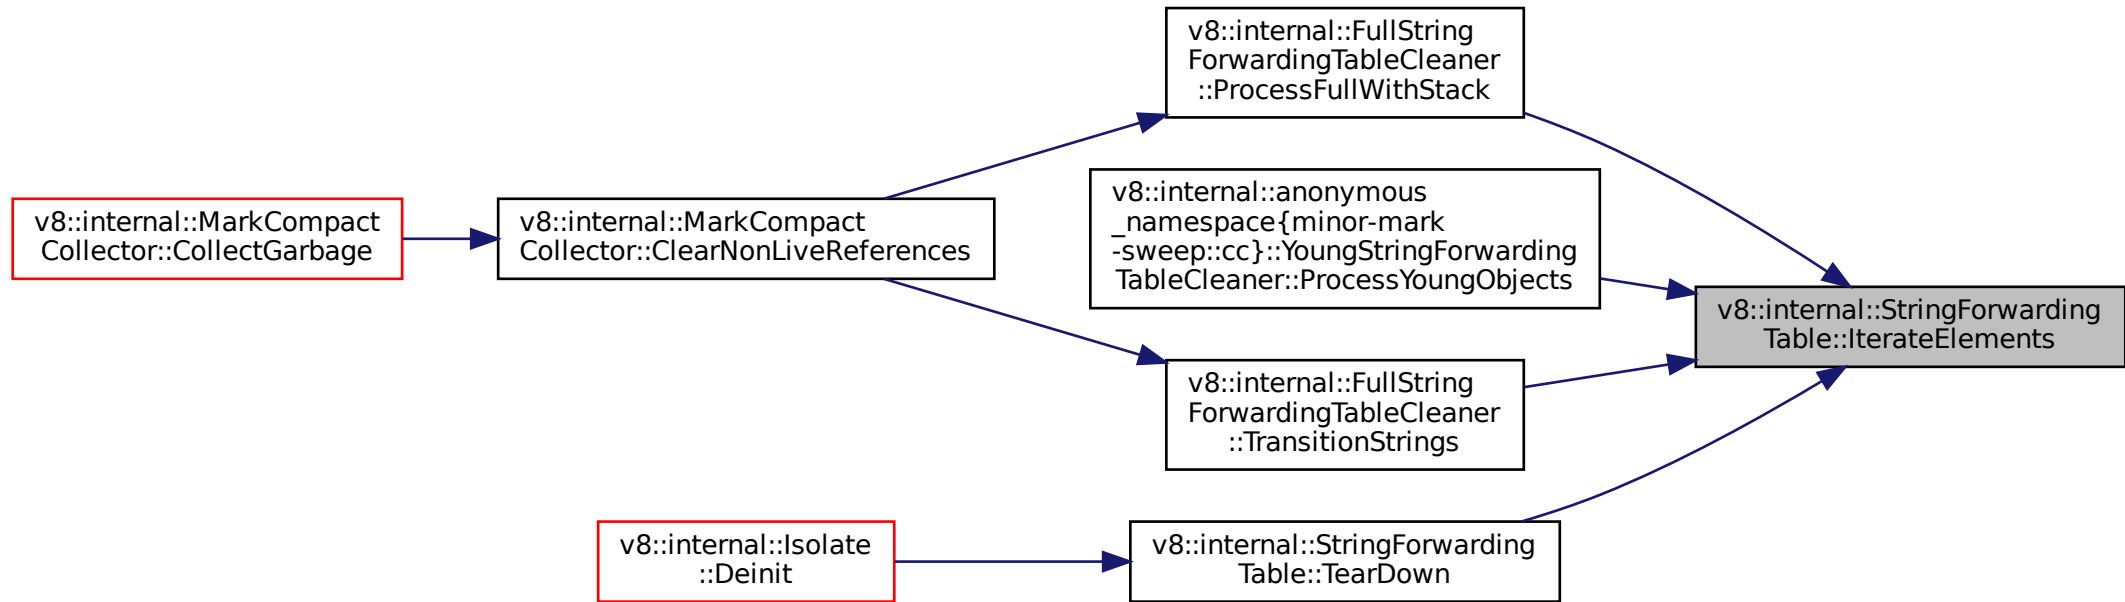 v8::internal::FullString
ForwardingTableCleaner
::ProcessFullWithStack
v8::internal::anonymous
_namespace{minor-mark
-sweep::cc}::YoungStringForwarding
TableCleaner::ProcessYoungObjects
v8::internal::MarkCompact
Collector::CollectGarbage
v8::internal::MarkCompact
Collector::ClearNonLiveReferences
v8::internal::StringForwarding
Table::IterateElements
v8::internal::FullString
ForwardingTableCleaner
::TransitionStrings
v8::internal::Isolate
::Deinit
v8::internal::StringForwarding
Table::TearDown